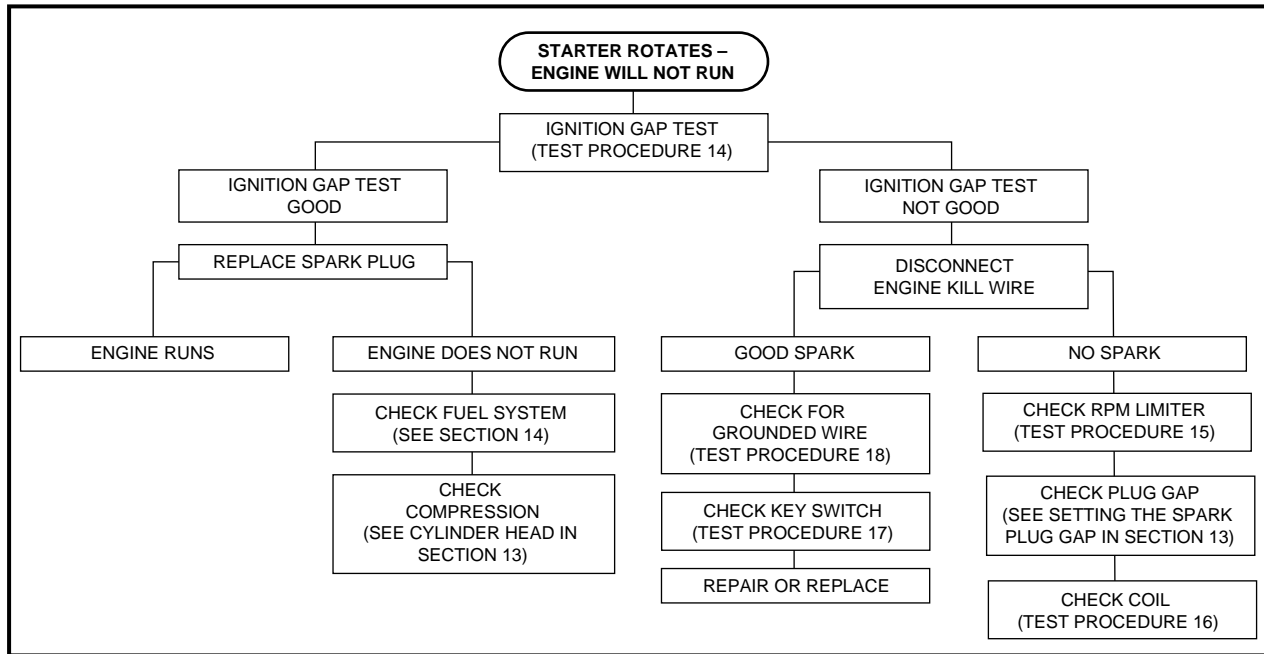 STARTER ROTATES –
ENGINE WILL NOT RUN
IGNITION GAP TEST
(TEST PROCEDURE 14)
IGNITION GAP TEST
GOOD
IGNITION GAP TEST
NOT GOOD
REPLACE SPARK PLUG
DISCONNECT
ENGINE KILL WIRE
ENGINE RUNS
ENGINE DOES NOT RUN
GOOD SPARK
NO SPARK
CHECK FUEL SYSTEM
(SEE SECTION 14)
CHECK
COMPRESSION
(SEE CYLINDER HEAD IN
SECTION 13)
CHECK FOR
GROUNDED WIRE
(TEST PROCEDURE 18)
CHECK KEY SWITCH
(TEST PROCEDURE 17)
REPAIR OR REPLACE
CHECK RPM LIMITER
(TEST PROCEDURE 15)
CHECK PLUG GAP
(SEE SETTING THE SPARK
PLUG GAP IN SECTION 13)
CHECK COIL
(TEST PROCEDURE 16)